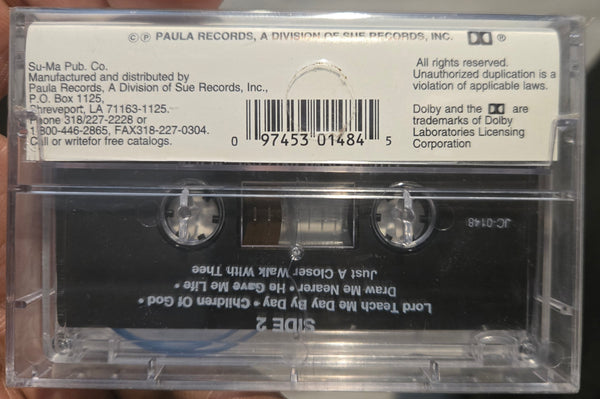 © ℗ PAULA RECORDS, A DIVISION OF SUE RECORDS, INC.
Su-Ma Pub. Co.
Manufactured and distributed by
Paula Records, A Division of Sue Records, Inc.,
P.O. Box 1125,
Shreveport, LA 71163-1125.
Phone 318/227-2228 or
1-800-446-2865, FAX318-227-0304.
Call or writefor free catalogs.
0 97453 01484 5
All rights reserved.
Unauthorized duplication is a
violation of applicable laws.
Dolby and the are
trademarks of Dolby
Laboratories Licensing
Corporation
SIDE 2
Lord Teach Me Day By Day • Children Of God •
Draw Me Nearer • He Gave Me Life •
Just A Closer Walk With Thee
JC-0148